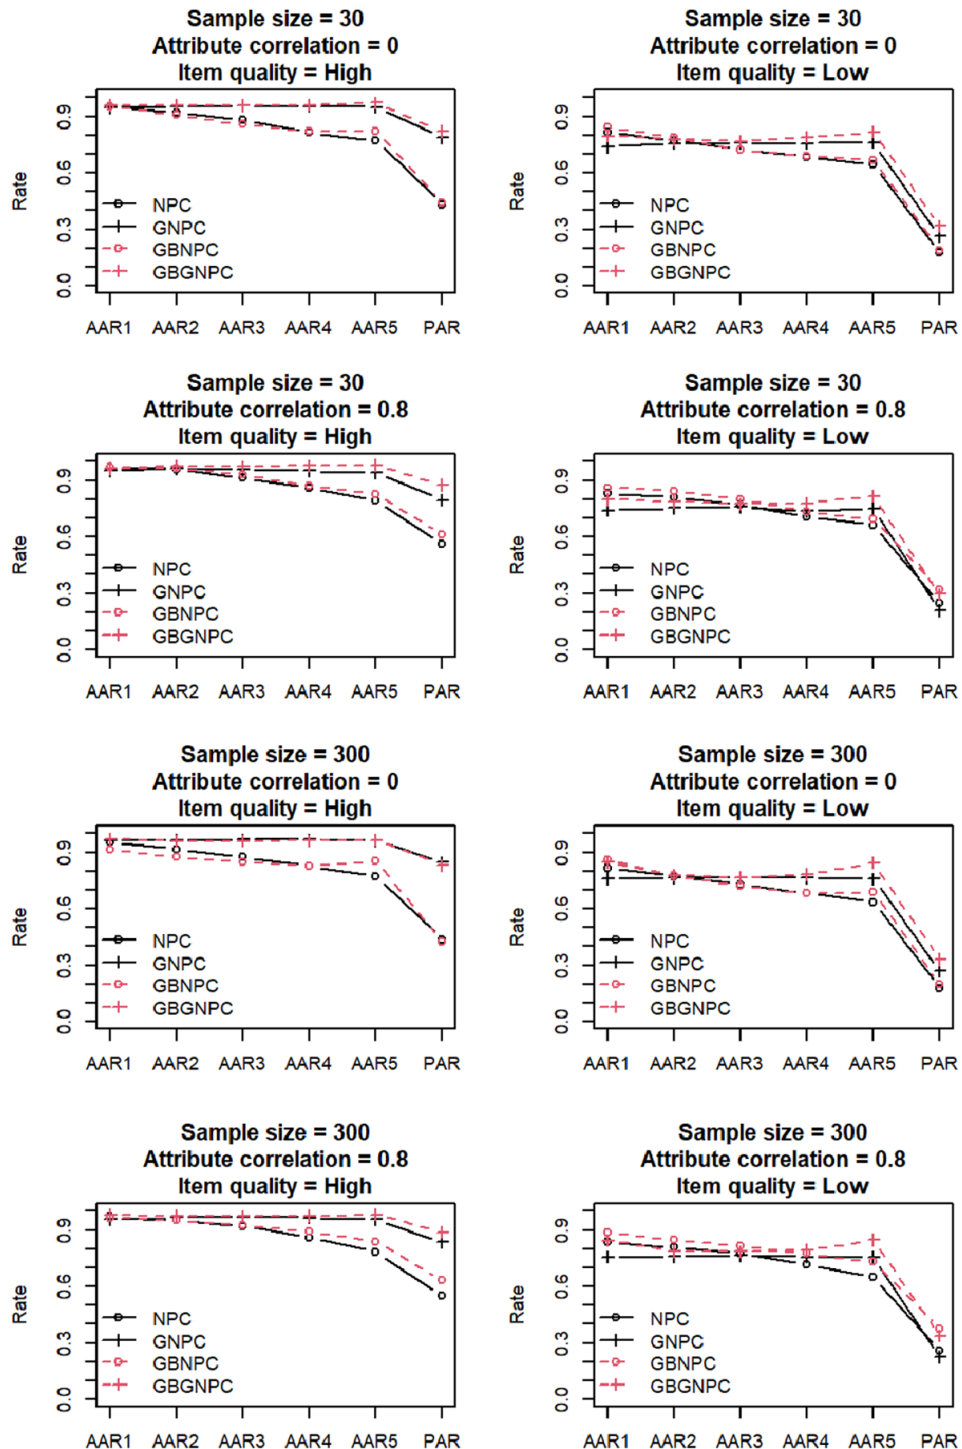 Sample size = 30
Attribute correlation = 0
Item quality = High
Rate
0.0 0.3 0.6 0.9
NPC
GNPC
GBNPC
GBGNPC
AAR1 AAR2 AAR3 AAR4 AAR5 PAR
Sample size = 30
Attribute correlation = 0
Item quality = Low
Rate
0.0 0.3 0.6 0.9
NPC
GNPC
GBNPC
GBGNPC
AAR1 AAR2 AAR3 AAR4 AAR5 PAR
Sample size = 30
Attribute correlation = 0.8
Item quality = High
Rate
0.0 0.3 0.6 0.9
NPC
GNPC
GBNPC
GBGNPC
AAR1 AAR2 AAR3 AAR4 AAR5 PAR
Sample size = 30
Attribute correlation = 0.8
Item quality = Low
Rate
0.0 0.3 0.6 0.9
NPC
GNPC
GBNPC
GBGNPC
AAR1 AAR2 AAR3 AAR4 AAR5 PAR
Sample size = 300
Attribute correlation = 0
Item quality = High
Rate
0.0 0.3 0.6 0.9
NPC
GNPC
GBNPC
GBGNPC
AAR1 AAR2 AAR3 AAR4 AAR5 PAR
Sample size = 300
Attribute correlation = 0
Item quality = Low
Rate
0.0 0.3 0.6 0.9
NPC
GNPC
GBNPC
GBGNPC
AAR1 AAR2 AAR3 AAR4 AAR5 PAR
Sample size = 300
Attribute correlation = 0.8
Item quality = High
Rate
0.0 0.3 0.6 0.9
NPC
GNPC
GBNPC
GBGNPC
AAR1 AAR2 AAR3 AAR4 AAR5 PAR
Sample size = 300
Attribute correlation = 0.8
Item quality = Low
Rate
0.0 0.3 0.6 0.9
NPC
GNPC
GBNPC
GBGNPC
AAR1 AAR2 AAR3 AAR4 AAR5 PAR